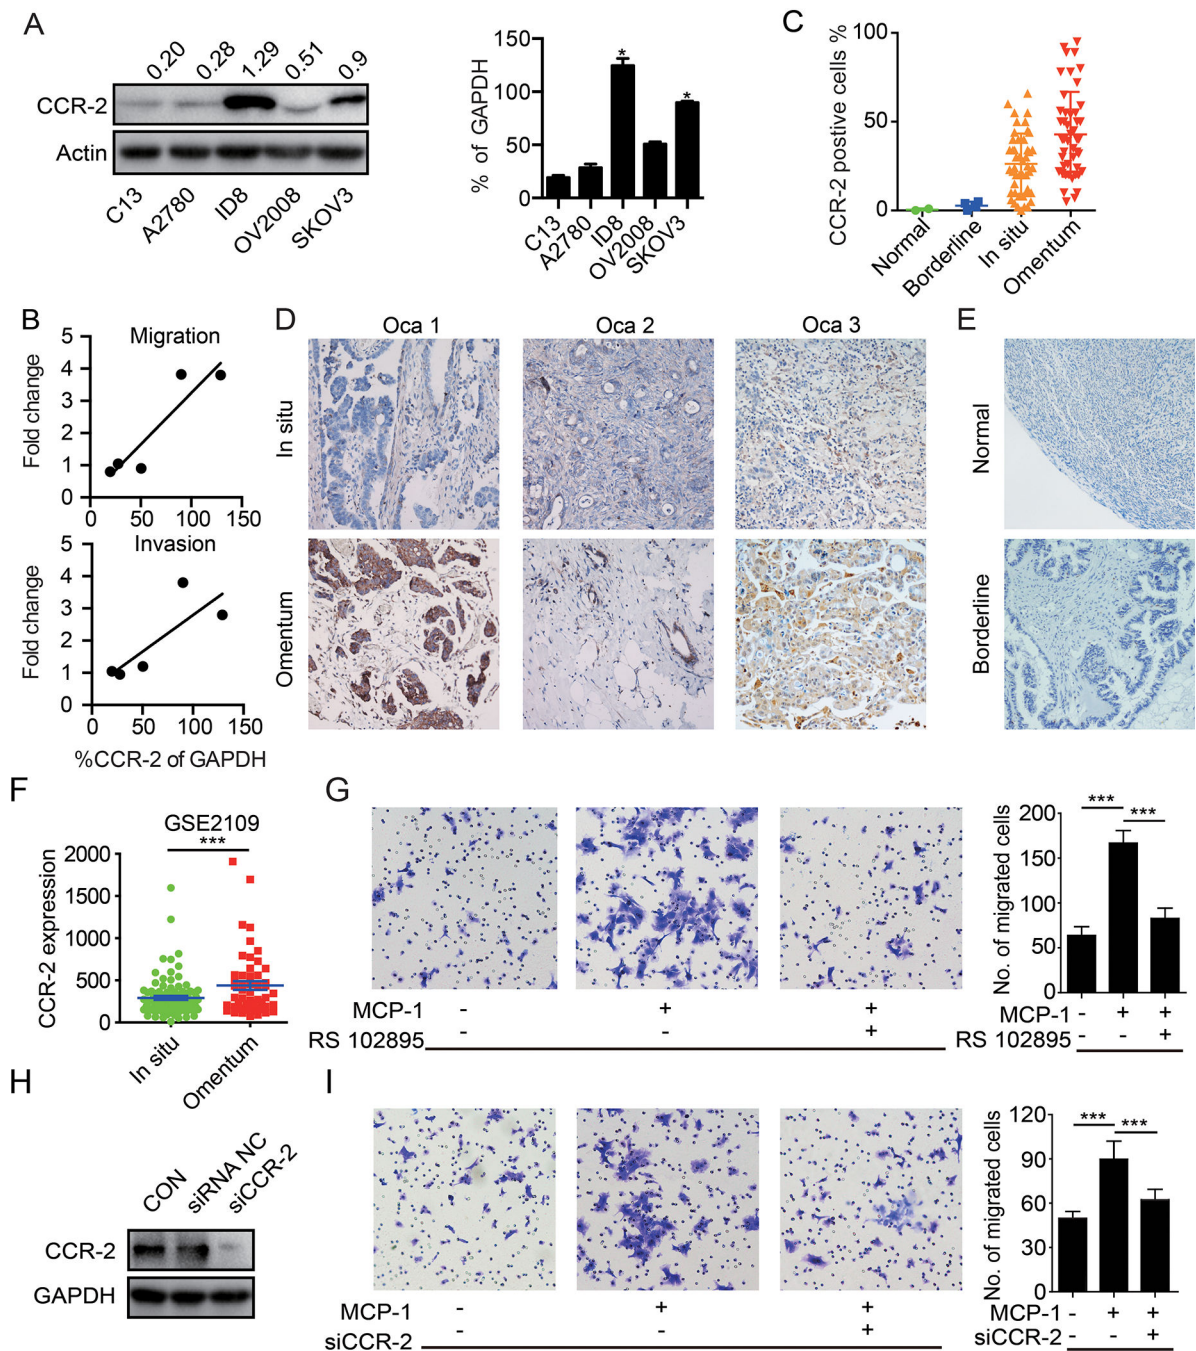 A
0.20
0.28
1.29
0.51
0.9
CCR-2
Actin
C13
A2780
ID8
OV2008
SKOV3
% of GAPDH
150
100
50
0
*
*
C13
A2780
ID8
OV2008
SKOV3
C
CCR-2 postive cells %
100
50
0
Normal
Borderline
In situ
Omentum
B
Migration
Fold change
5
4
3
2
1
0
0 50 100 150
Invasion
Fold change
5
4
3
2
1
0
0 50 100 150
%CCR-2 of GAPDH
D
Oca 1 Oca 2 Oca 3
In situ
Omentum
E
Normal
Borderline
F
GSE2109
***
CCR-2 expression
2000
1500
1000
500
0
In situ
Omentum
G
MCP-1 - + +
RS 102895 - - +
No. of migrated cells
200
150
100
50
0
*** ***
MCP-1 - + +
RS 102895 - - +
H
CON
siRNA NC
siCCR-2
CCR-2
GAPDH
I
MCP-1 - + +
siCCR-2 - - +
No. of migrated cells
120
90
60
30
0
*** ***
MCP-1 - + +
siCCR-2 - - +